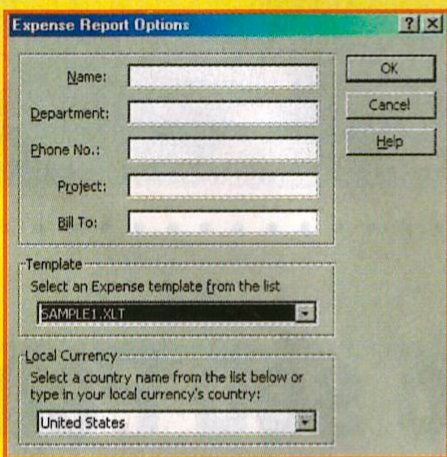 Expense Report Options
Name:
Department:
Phone No.:
Project:
Bill To:
OK
Cancel
Help
Template
Select an Expense template from the list
SAMPLE1.XLT
Local Currency
Select a country name from the list below or
type in your local currency's country:
United States